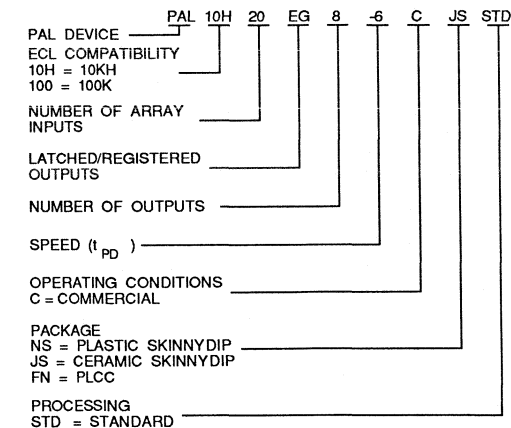 PAL 10H 20 EG 8 -6 C JS STD
PAL DEVICE
ECL COMPATIBILITY
10H = 10KH
100 = 100K
NUMBER OF ARRAY
INPUTS
LATCHED/REGISTERED
OUTPUTS
NUMBER OF OUTPUTS
SPEED (t PD )
OPERATING CONDITIONS
C = COMMERCIAL
PACKAGE
NS = PLASTIC SKINNYDIP
JS = CERAMIC SKINNYDIP
FN = PLCC
PROCESSING
STD = STANDARD